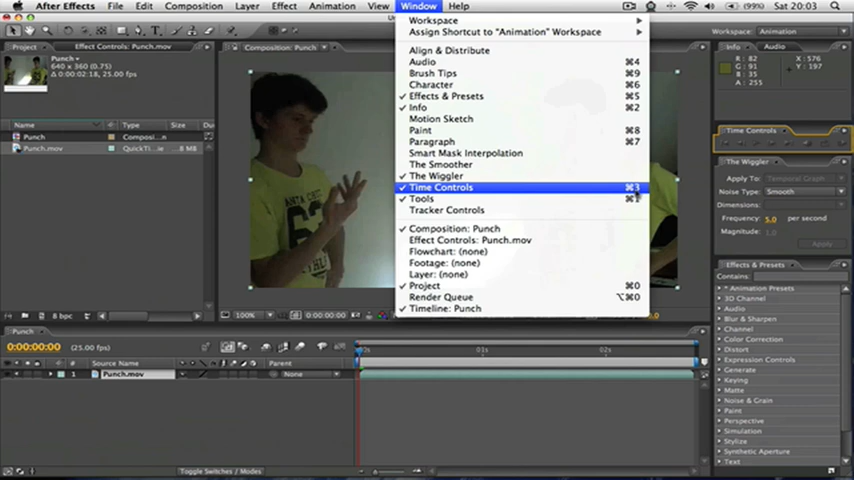 After Effects File Edit Composition Layer Effect Animation View Window Help (99%) Sat 20:03
Workspace: Animation
Project Effect Controls: Punch.mov
Composition: Punch
Info Audio
Punch
640 x 360 (0.75)
Δ 0:00:02:18, 25.00 fps
R: 82
G: 91
B: 35
A: 255
X: 576
Y: 197
Name Type Size
Punch Composi...n
Punch.mov QuickTi...ie ...8 MB
Workspace
Assign Shortcut to "Animation" Workspace
Align & Distribute
Audio ⌘4
Brush Tips ⌘9
Character ⌘6
Effects & Presets ⌘5
Info ⌘2
Motion Sketch
Paint ⌘8
Paragraph ⌘7
Smart Mask Interpolation
The Smoother
The Wiggler
Time Controls ⌘3
Tools ⌘1
Tracker Controls
Composition: Punch
Effect Controls: Punch.mov
Flowchart: (none)
Footage: (none)
Layer: (none)
Project ⌘0
Render Queue ⌥⌘0
Timeline: Punch
Time Controls
The Wiggler
Apply To: Temporal Graph
Noise Type: Smooth
Dimensions:
Frequency: 5.0 per second
Magnitude: 1.0
Apply
Effects & Presets
Contains:
Animation Presets
3D Channel
Audio
Blur & Sharpen
Channel
Color Correction
Distort
Expression Controls
Generate
Keying
Matte
Noise & Grain
Paint
Perspective
Simulation
Stylize
Synthetic Aperture
Text
8 bpc
100% 0:00:00:00
Punch
0:00:00:00 (25.00 fps)
# Source Name Parent
1 Punch.mov None
01s 02s
Toggle Switches / Modes